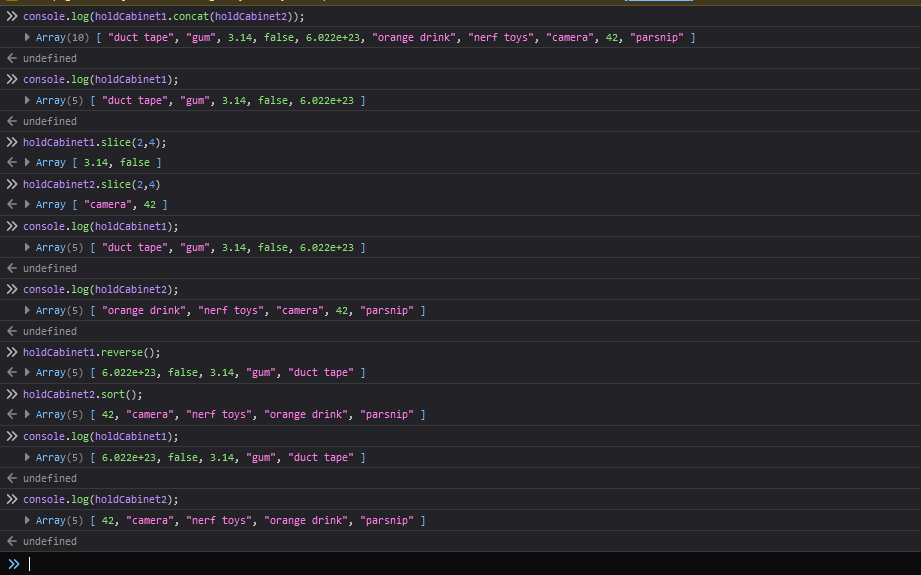 » console.log(holdCabinet1.concat(holdCabinet2));
▶ Array(10) [ "duct tape", "gum", 3.14, false, 6.022e+23, "orange drink", "nerf toys", "camera", 42, "parsnip" ]
← undefined
» console.log(holdCabinet1);
▶ Array(5) [ "duct tape", "gum", 3.14, false, 6.022e+23 ]
← undefined
» holdCabinet1.slice(2,4);
← ▶ Array [ 3.14, false ]
» holdCabinet2.slice(2,4)
← ▶ Array [ "camera", 42 ]
» console.log(holdCabinet1);
▶ Array(5) [ "duct tape", "gum", 3.14, false, 6.022e+23 ]
← undefined
» console.log(holdCabinet2);
▶ Array(5) [ "orange drink", "nerf toys", "camera", 42, "parsnip" ]
← undefined
» holdCabinet1.reverse();
← ▶ Array(5) [ 6.022e+23, false, 3.14, "gum", "duct tape" ]
» holdCabinet2.sort();
← ▶ Array(5) [ 42, "camera", "nerf toys", "orange drink", "parsnip" ]
» console.log(holdCabinet1);
▶ Array(5) [ 6.022e+23, false, 3.14, "gum", "duct tape" ]
← undefined
» console.log(holdCabinet2);
▶ Array(5) [ 42, "camera", "nerf toys", "orange drink", "parsnip" ]
← undefined
»